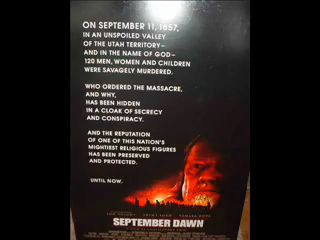 ON SEPTEMBER 11, 1857,
IN AN UNSPOILED VALLEY
OF THE UTAH TERRITORY–
AND IN THE NAME OF GOD–
120 MEN, WOMEN AND CHILDREN
WERE SAVAGELY MURDERED.
WHO ORDERED THE MASSACRE,
AND WHY,
HAS BEEN HIDDEN
IN A CLOAK OF SECRECY
AND CONSPIRACY.
AND THE REPUTATION
OF ONE OF THIS NATION'S
MIGHTIEST RELIGIOUS FIGURES
HAS BEEN PRESERVED
AND PROTECTED.
UNTIL NOW.
SEPTEMBER DAWN